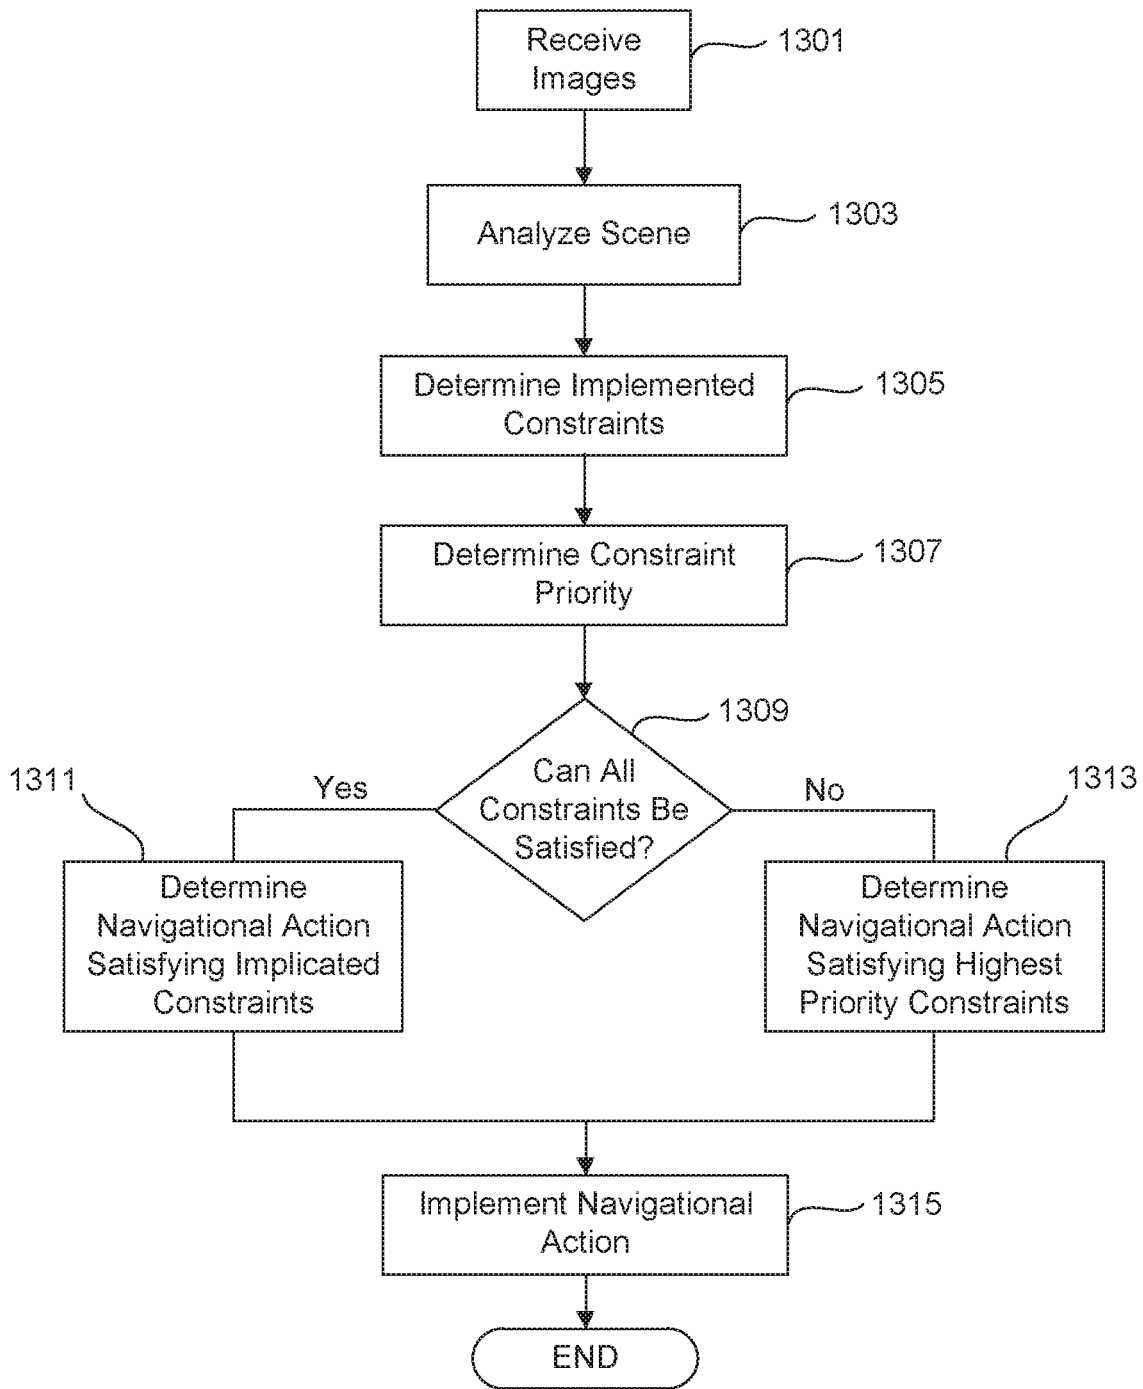 Receive
Images
1301
Analyze Scene
1303
Determine Implemented
Constraints
1305
Determine Constraint
Priority
1307
Can All
Constraints Be
Satisfied?
1309
Yes
No
1311
Determine
Navigational Action
Satisfying Implicated
Constraints
1313
Determine
Navigational Action
Satisfying Highest
Priority Constraints
Implement Navigational
Action
1315
END